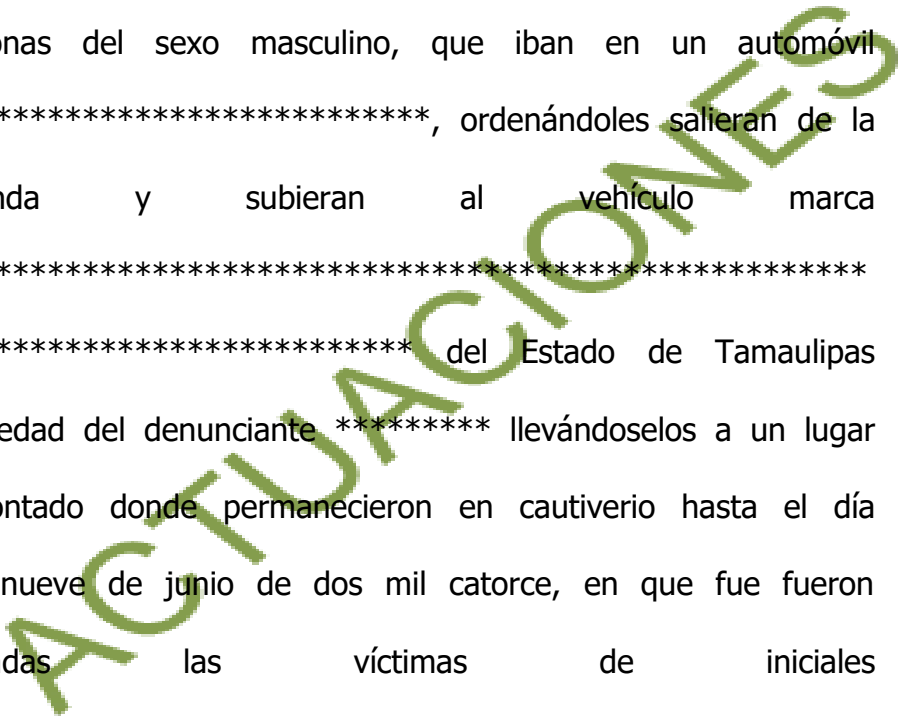 onas del sexo masculino, que iban en un automóvil
*************************, ordenándoles salieran de la
nda y subieran al vehículo marca
**************************************************
************************ del Estado de Tamaulipas
edad del denunciante ********* llevándoselos a un lugar
ontado donde permanecieron en cautiverio hasta el día
nueve de junio de dos mil catorce, en que fue fueron
das las víctimas de iniciales
ACTUACIONES